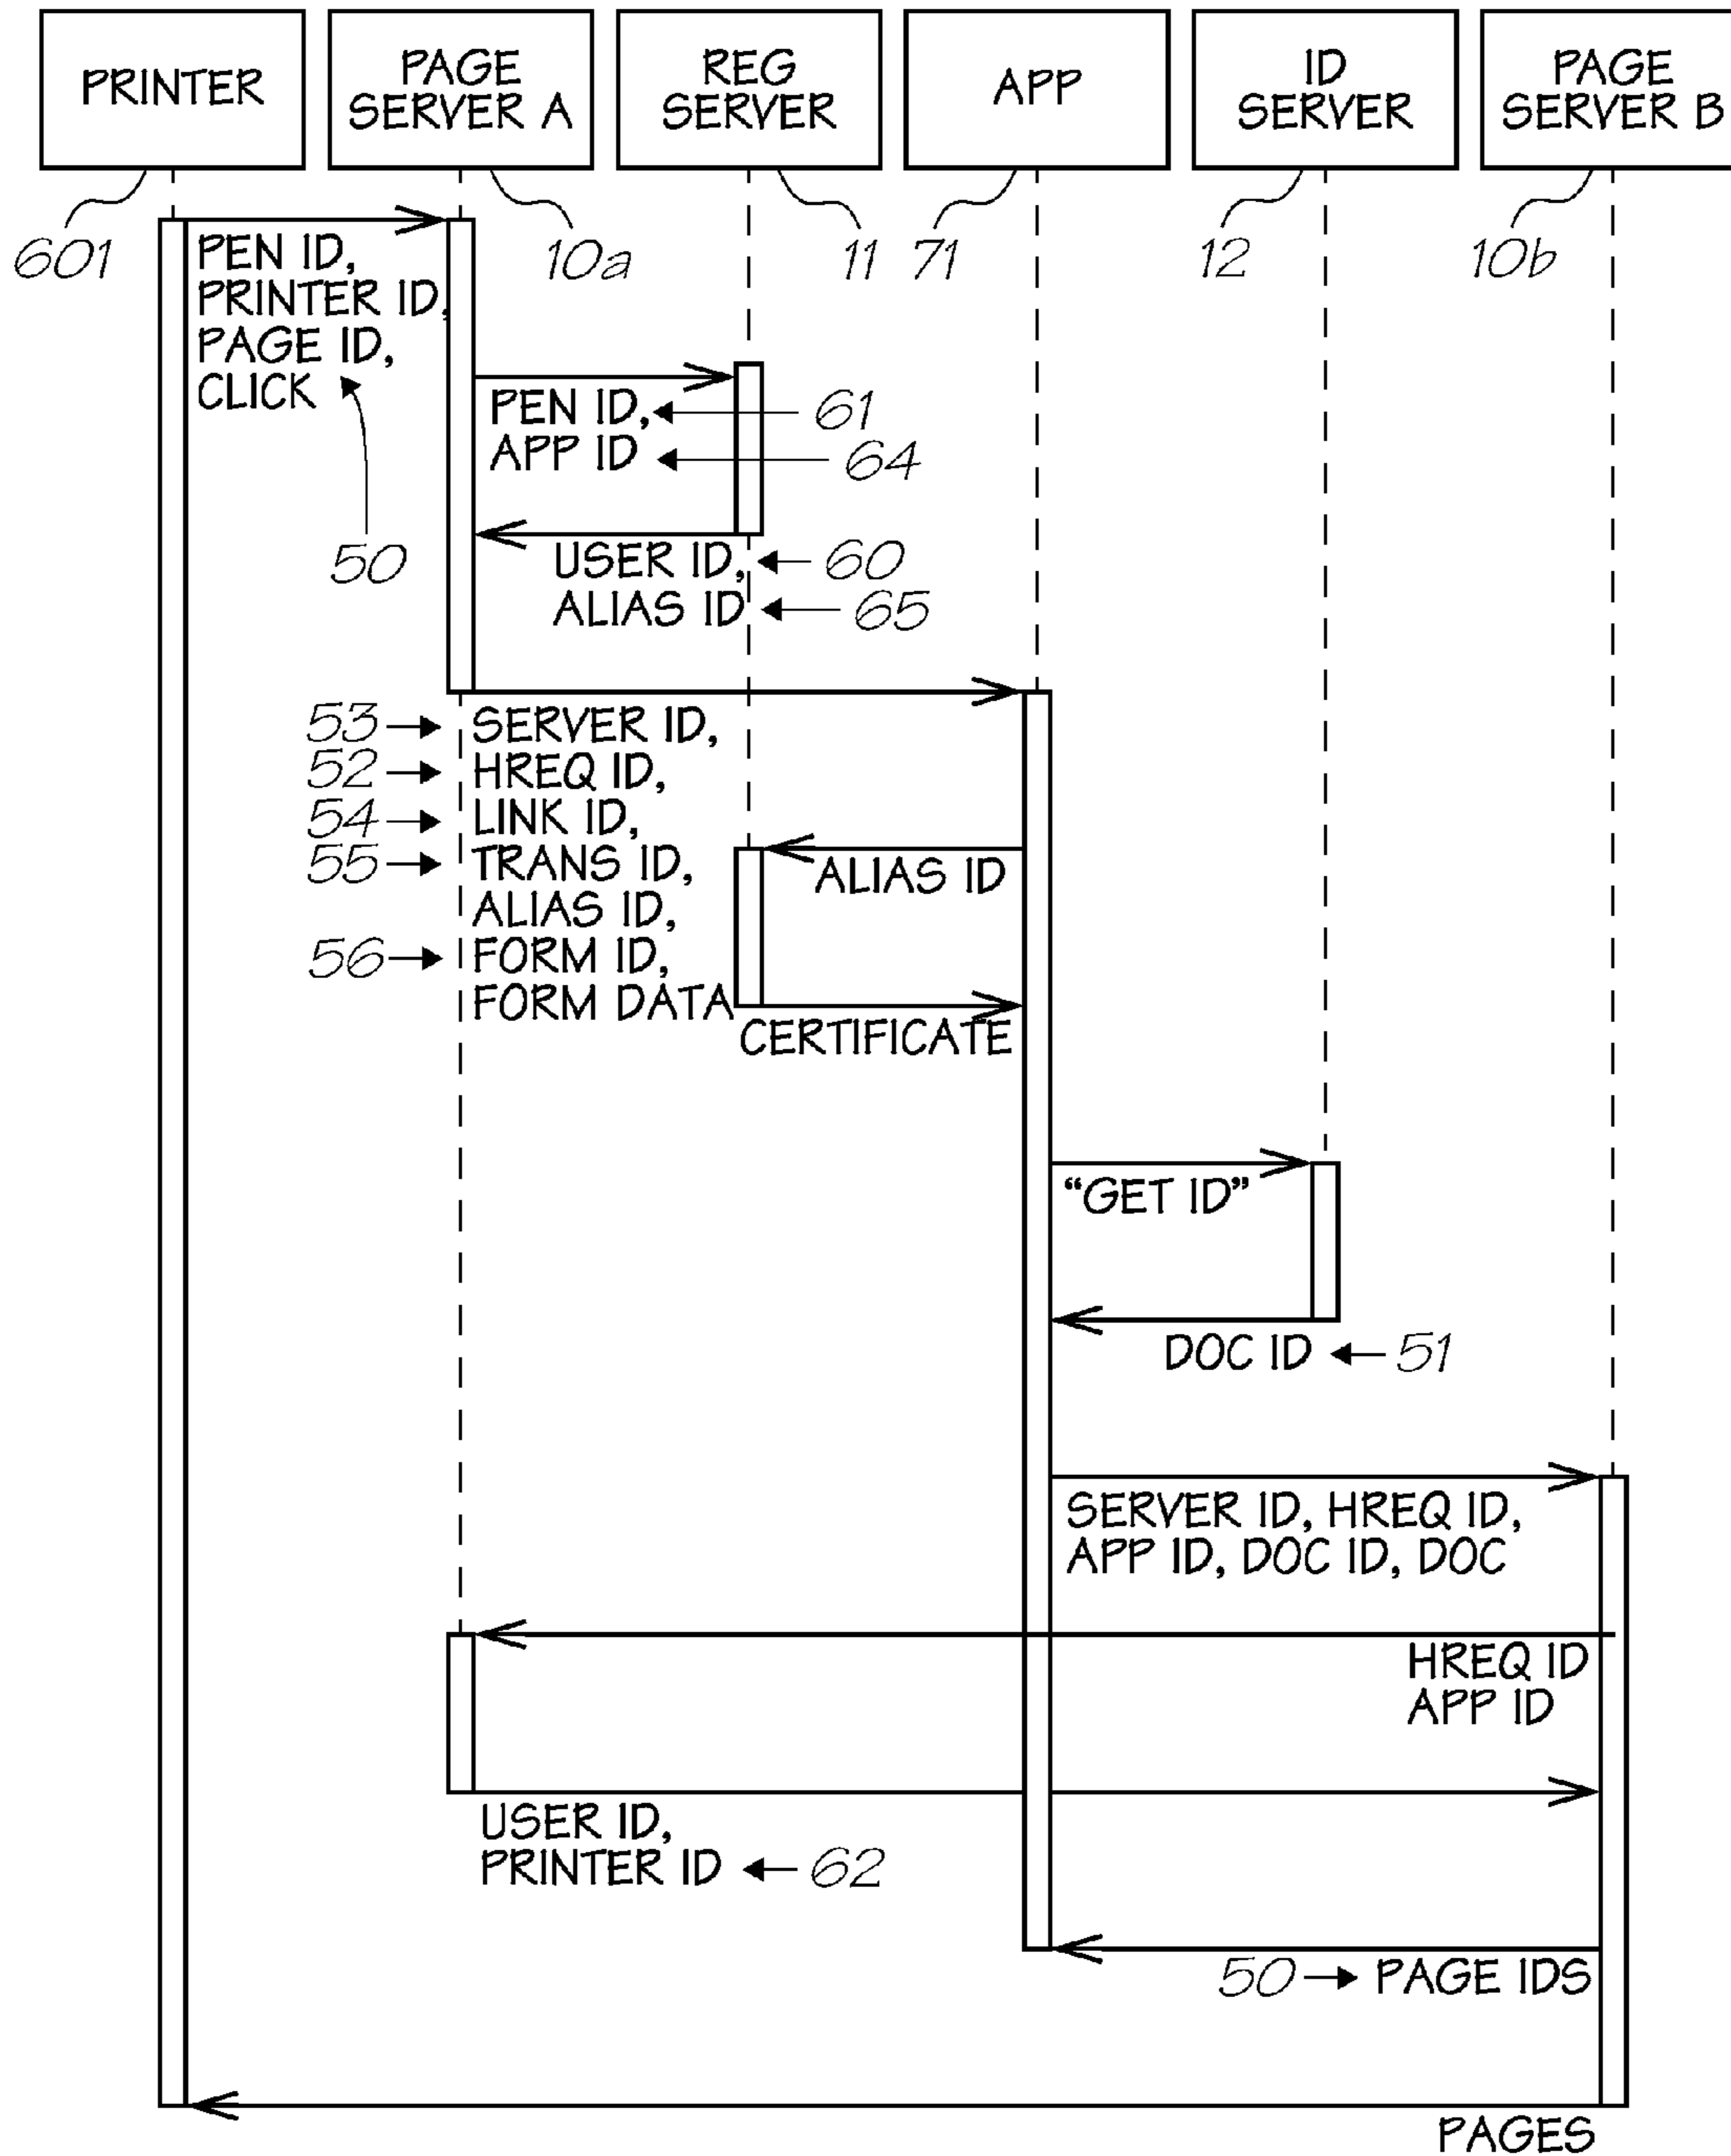 PRINTER
PAGE
SERVER A
REG
SERVER
APP
ID
SERVER
PAGE
SERVER B
601
10a
11
71
12
10b
PEN ID,
PRINTER ID,
PAGE ID,
CLICK
50
PEN ID,
61
APP ID
64
USER ID,
60
ALIAS ID
65
53
SERVER ID,
52
HREQ ID,
54
LINK ID,
55
TRANS ID,
ALIAS ID,
56
FORM ID,
FORM DATA
ALIAS ID
CERTIFICATE
“GET ID”
DOC ID
51
SERVER ID, HREQ ID,
APP ID, DOC ID, DOC
HREQ ID
APP ID
USER ID,
PRINTER ID
62
50
PAGE IDS
PAGES